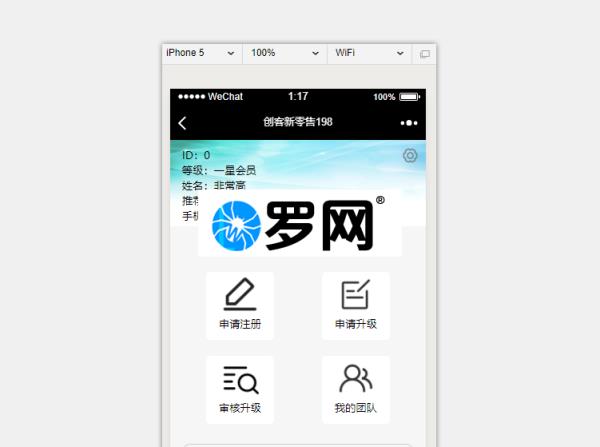 iPhone 5 100% WiFi
WeChat 1:17 100%
创客新零售198
ID: 0
等级: 一星会员
姓名: 非常高
推荐
手机
罗网®
申请注册 申请升级
审核升级 我的团队